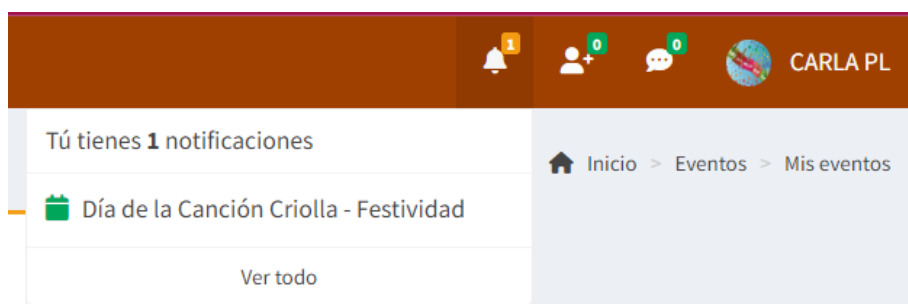 1
0
0
CARLA PL
Tú tienes 1 notificaciones
Inicio > Eventos > Mis eventos
Día de la Canción Criolla - Festividad
Ver todo